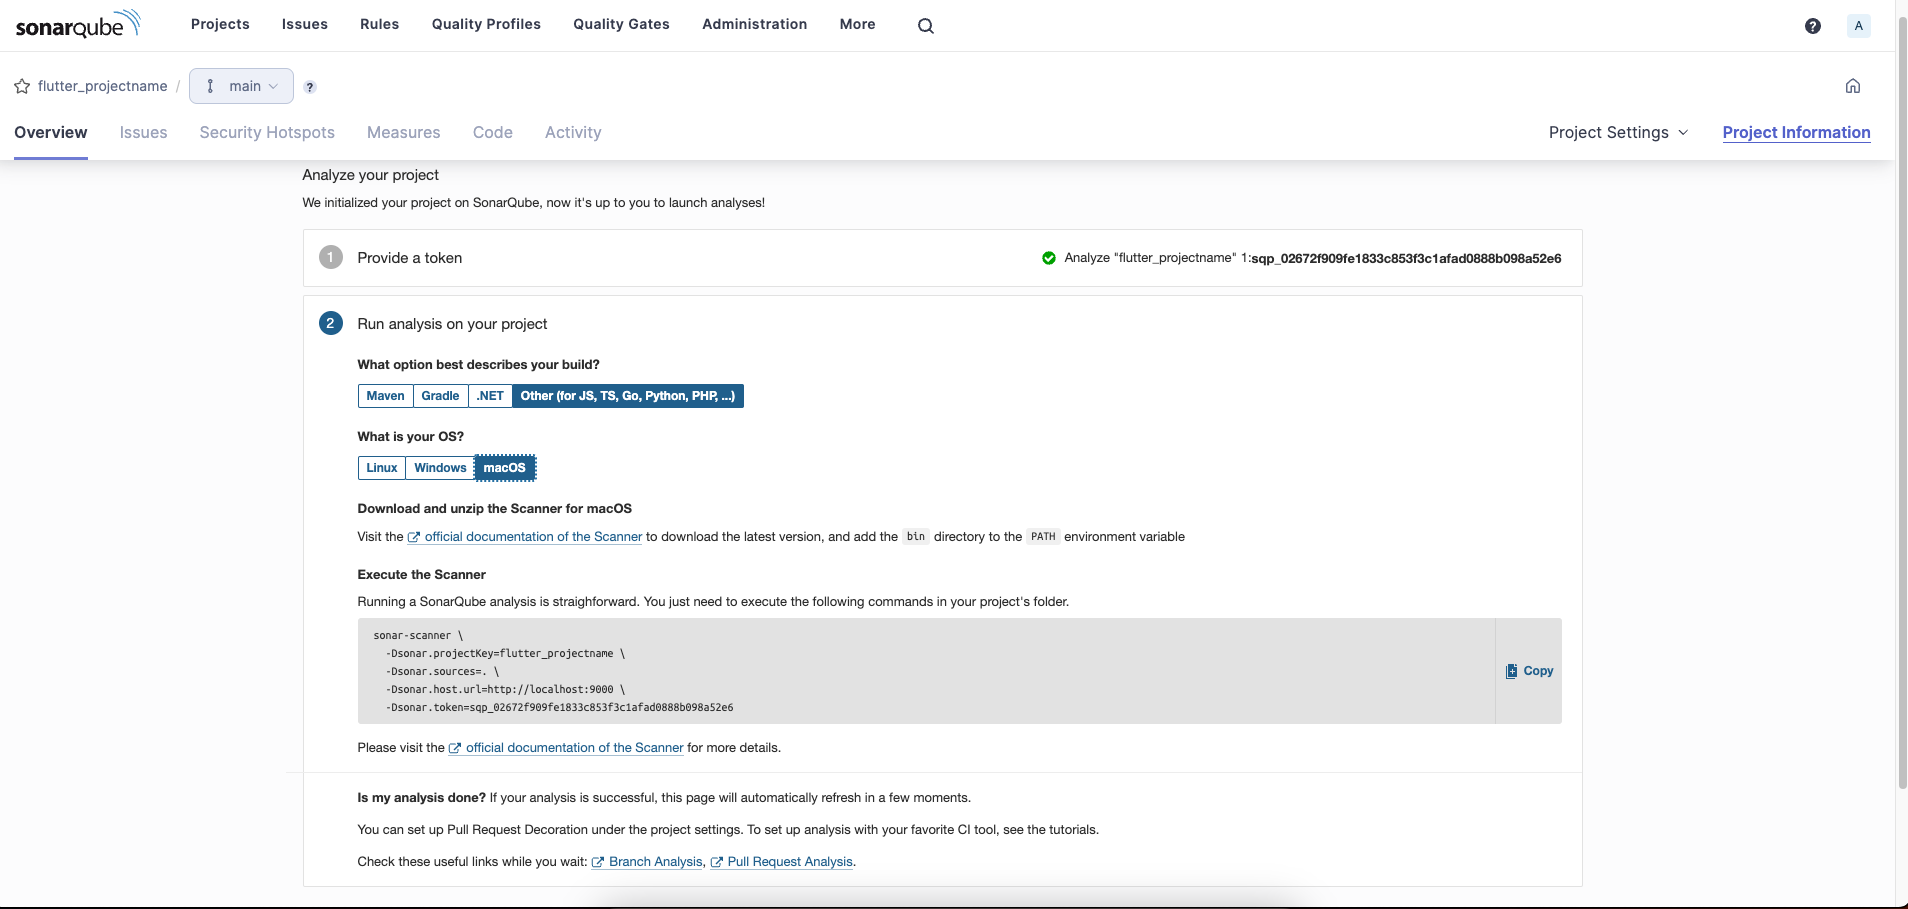 sonarqube Projects Issues Rules Quality Profiles Quality Gates Administration More ? A
flutter_projectname / main ?
Overview Issues Security Hotspots Measures Code Activity Project Settings Project Information
Analyze your project
We initialized your project on SonarQube, now it's up to you to launch analyses!
1 Provide a token Analyze "flutter_projectname" 1:sqp_02672f909fe1833c853f3c1afad0888b098a52e6
2 Run analysis on your project
What option best describes your build?
Maven Gradle .NET Other (for JS, TS, Go, Python, PHP, ...)
What is your OS?
Linux Windows macOS
Download and unzip the Scanner for macOS
Visit the official documentation of the Scanner to download the latest version, and add the bin directory to the PATH environment variable
Execute the Scanner
Running a SonarQube analysis is straighforward. You just need to execute the following commands in your project's folder.
sonar-scanner \
-Dsonar.projectKey=flutter_projectname \
-Dsonar.sources=. \
-Dsonar.host.url=http://localhost:9000 \
-Dsonar.token=sqp_02672f909fe1833c853f3c1afad0888b098a52e6
Copy
Please visit the official documentation of the Scanner for more details.
Is my analysis done? If your analysis is successful, this page will automatically refresh in a few moments.
You can set up Pull Request Decoration under the project settings. To set up analysis with your favorite CI tool, see the tutorials.
Check these useful links while you wait: Branch Analysis, Pull Request Analysis.